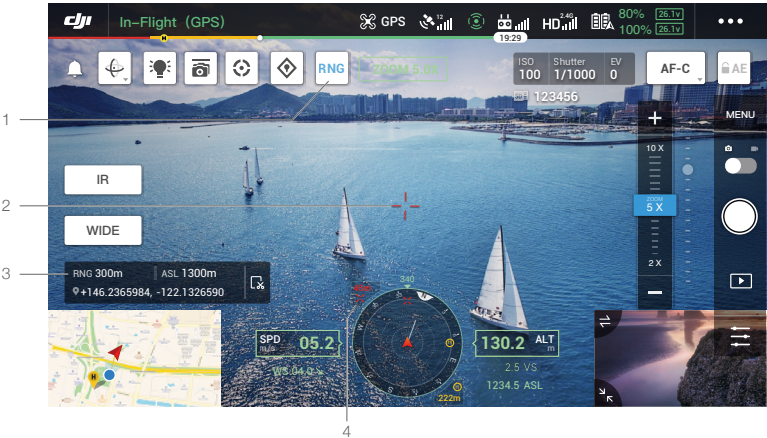 dji In-Flight (GPS) GPS 12 HD 2.4G 80% 26.1v
100% 26.1v
19:29
RNG ZOOM 5.0X ISO 100 Shutter 1/1000 EV 0 AF-C AE
123456
1
MENU
10 X
IR
ZOOM
5 X
2
WIDE
2 X
3
RNG 300m ASL 1300m
+146.2365984, -122.1326590
340
N
E
S
W
H
SPD
m/s
05.2
WS 04.0
130.2 ALT
m
2.5 VS
1234.5 ASL
222m
4